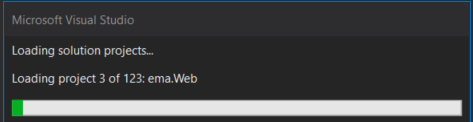 Microsoft Visual Studio
Loading solution projects...
Loading project 3 of 123: ema.Web